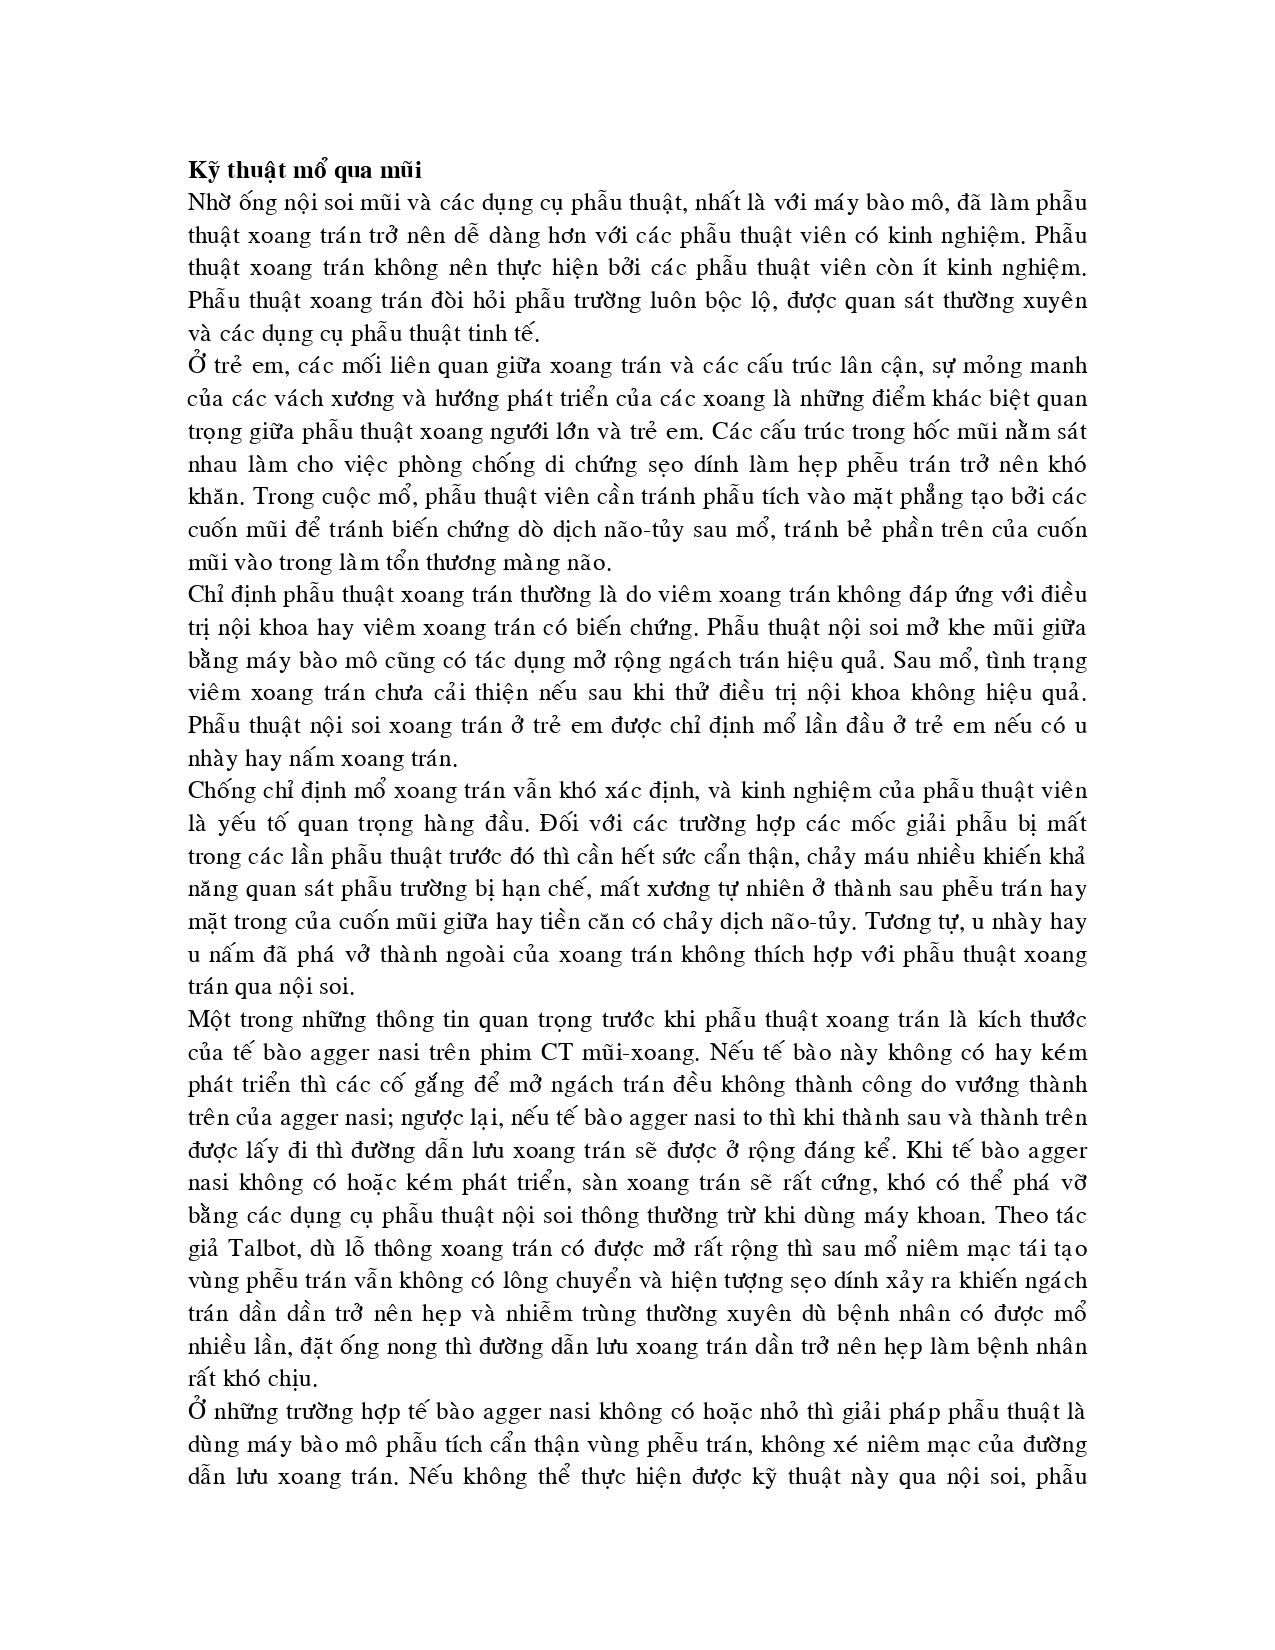 Kỹ thuật mổ qua mũi
Nhờ ống nội soi mũi và các dụng cụ phẫu thuật, nhất là với máy bào mô, đã làm phẫu
thuật xoang trán trở nên dễ dàng hơn với các phẫu thuật viên có kinh nghiệm. Phẫu
thuật xoang trán không nên thực hiện bởi các phẫu thuật viên còn ít kinh nghiệm.
Phẫu thuật xoang trán đòi hỏi phẫu trường luôn bộc lộ, được quan sát thường xuyên
và các dụng cụ phẫu thuật tinh tế.
Ở trẻ em, các mối liên quan giữa xoang trán và các cấu trúc lân cận, sự mỏng manh
của các vách xương và hướng phát triển của các xoang là những điểm khác biệt quan
trọng giữa phẫu thuật xoang ngưới lớn và trẻ em. Các cấu trúc trong hốc mũi nằm sát
nhau làm cho việc phòng chống di chứng sẹo dính làm hẹp phễu trán trở nên khó
khăn. Trong cuộc mổ, phẫu thuật viên cần tránh phẫu tích vào mặt phẳng tạo bởi các
cuốn mũi để tránh biến chứng dò dịch não-tủy sau mổ, tránh bẻ phần trên của cuốn
mũi vào trong làm tổn thương màng não.
Chỉ định phẫu thuật xoang trán thường là do viêm xoang trán không đáp ứng với điều
trị nội khoa hay viêm xoang trán có biến chứng. Phẫu thuật nội soi mở khe mũi giữa
bằng máy bào mô cũng có tác dụng mở rộng ngách trán hiệu quả. Sau mổ, tình trạng
viêm xoang trán chưa cải thiện nếu sau khi thử điều trị nội khoa không hiệu quả.
Phẫu thuật nội soi xoang trán ở trẻ em được chỉ định mổ lần đầu ở trẻ em nếu có u
nhày hay nấm xoang trán.
Chống chỉ định mổ xoang trán vẫn khó xác định, và kinh nghiệm của phẫu thuật viên
là yếu tố quan trọng hàng đầu. Đối với các trường hợp các mốc giải phẫu bị mất
trong các lần phẫu thuật trước đó thì cần hết sức cẩn thận, chảy máu nhiều khiến khả
năng quan sát phẫu trường bị hạn chế, mất xương tự nhiên ở thành sau phễu trán hay
mặt trong của cuốn mũi giữa hay tiền căn có chảy dịch não-tủy. Tương tự, u nhày hay
u nấm đã phá vở thành ngoài của xoang trán không thích hợp với phẫu thuật xoang
trán qua nội soi.
Một trong những thông tin quan trọng trước khi phẫu thuật xoang trán là kích thước
của tế bào agger nasi trên phim CT mũi-xoang. Nếu tế bào này không có hay kém
phát triển thì các cố gắng để mở ngách trán đều không thành công do vướng thành
trên của agger nasi; ngược lại, nếu tế bào agger nasi to thì khi thành sau và thành trên
được lấy đi thì đường dẫn lưu xoang trán sẽ được ở rộng đáng kể. Khi tế bào agger
nasi không có hoặc kém phát triển, sàn xoang trán sẽ rất cứng, khó có thể phá vỡ
bằng các dụng cụ phẫu thuật nội soi thông thường trừ khi dùng máy khoan. Theo tác
giả Talbot, dù lỗ thông xoang trán có được mở rất rộng thì sau mổ niêm mạc tái tạo
vùng phễu trán vẫn không có lông chuyển và hiện tượng sẹo dính xảy ra khiến ngách
trán dần dần trở nên hẹp và nhiễm trùng thường xuyên dù bệnh nhân có được mổ
nhiều lần, đặt ống nong thì đường dẫn lưu xoang trán dần trở nên hẹp làm bệnh nhân
rất khó chịu.
Ở những trường hợp tế bào agger nasi không có hoặc nhỏ thì giải pháp phẫu thuật là
dùng máy bào mô phẫu tích cẩn thận vùng phễu trán, không xé niêm mạc của đường
dẫn lưu xoang trán. Nếu không thể thực hiện được kỹ thuật này qua nội soi, phẫu